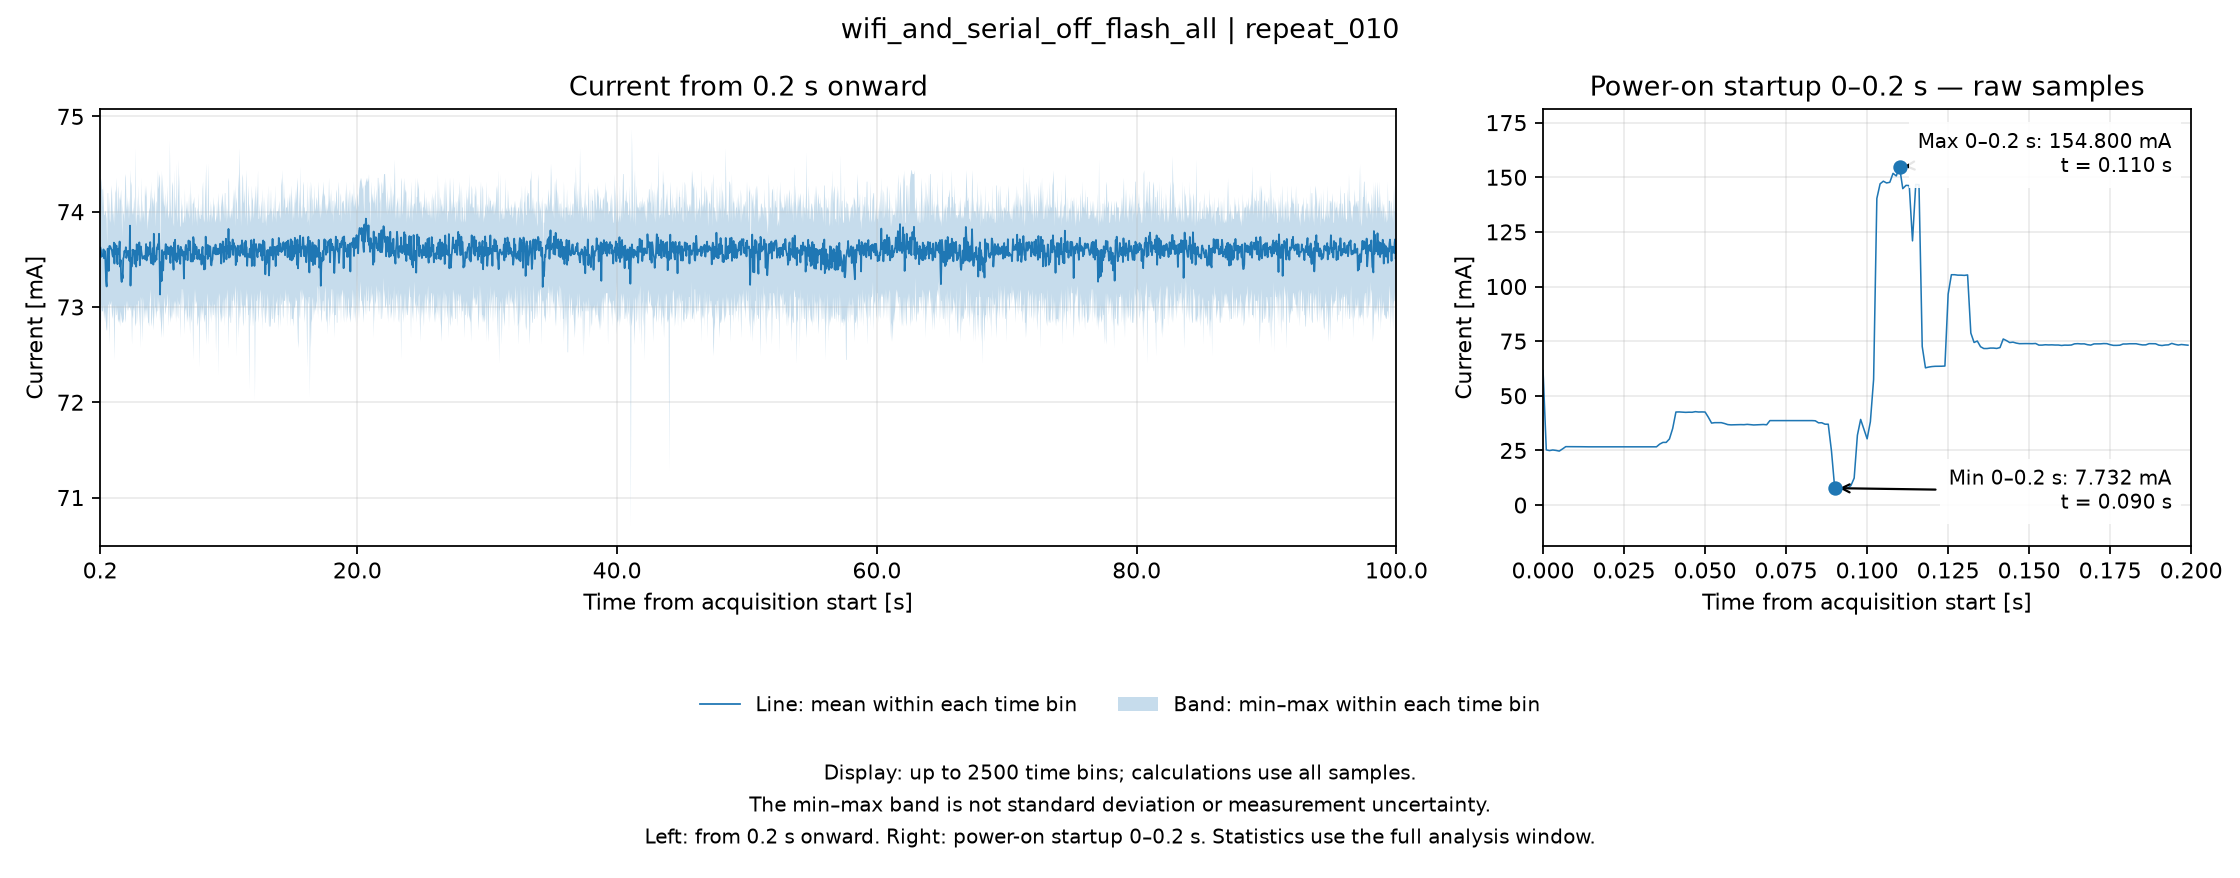 wifi_and_serial_off_flash_all | repeat_010
Current from 0.2 s onward
75
74
73
72
71
Current [mA]
0.2
20.0
40.0
60.0
80.0
100.0
Time from acquisition start [s]
Power-on startup 0–0.2 s — raw samples
175
150
125
100
75
50
25
0
Current [mA]
Max 0–0.2 s: 154.800 mA
t = 0.110 s
Min 0–0.2 s: 7.732 mA
t = 0.090 s
0.000
0.025
0.050
0.075
0.100
0.125
0.150
0.175
0.200
Time from acquisition start [s]
Line: mean within each time bin
Band: min–max within each time bin
Display: up to 2500 time bins; calculations use all samples.
The min–max band is not standard deviation or measurement uncertainty.
Left: from 0.2 s onward. Right: power-on startup 0–0.2 s. Statistics use the full analysis window.